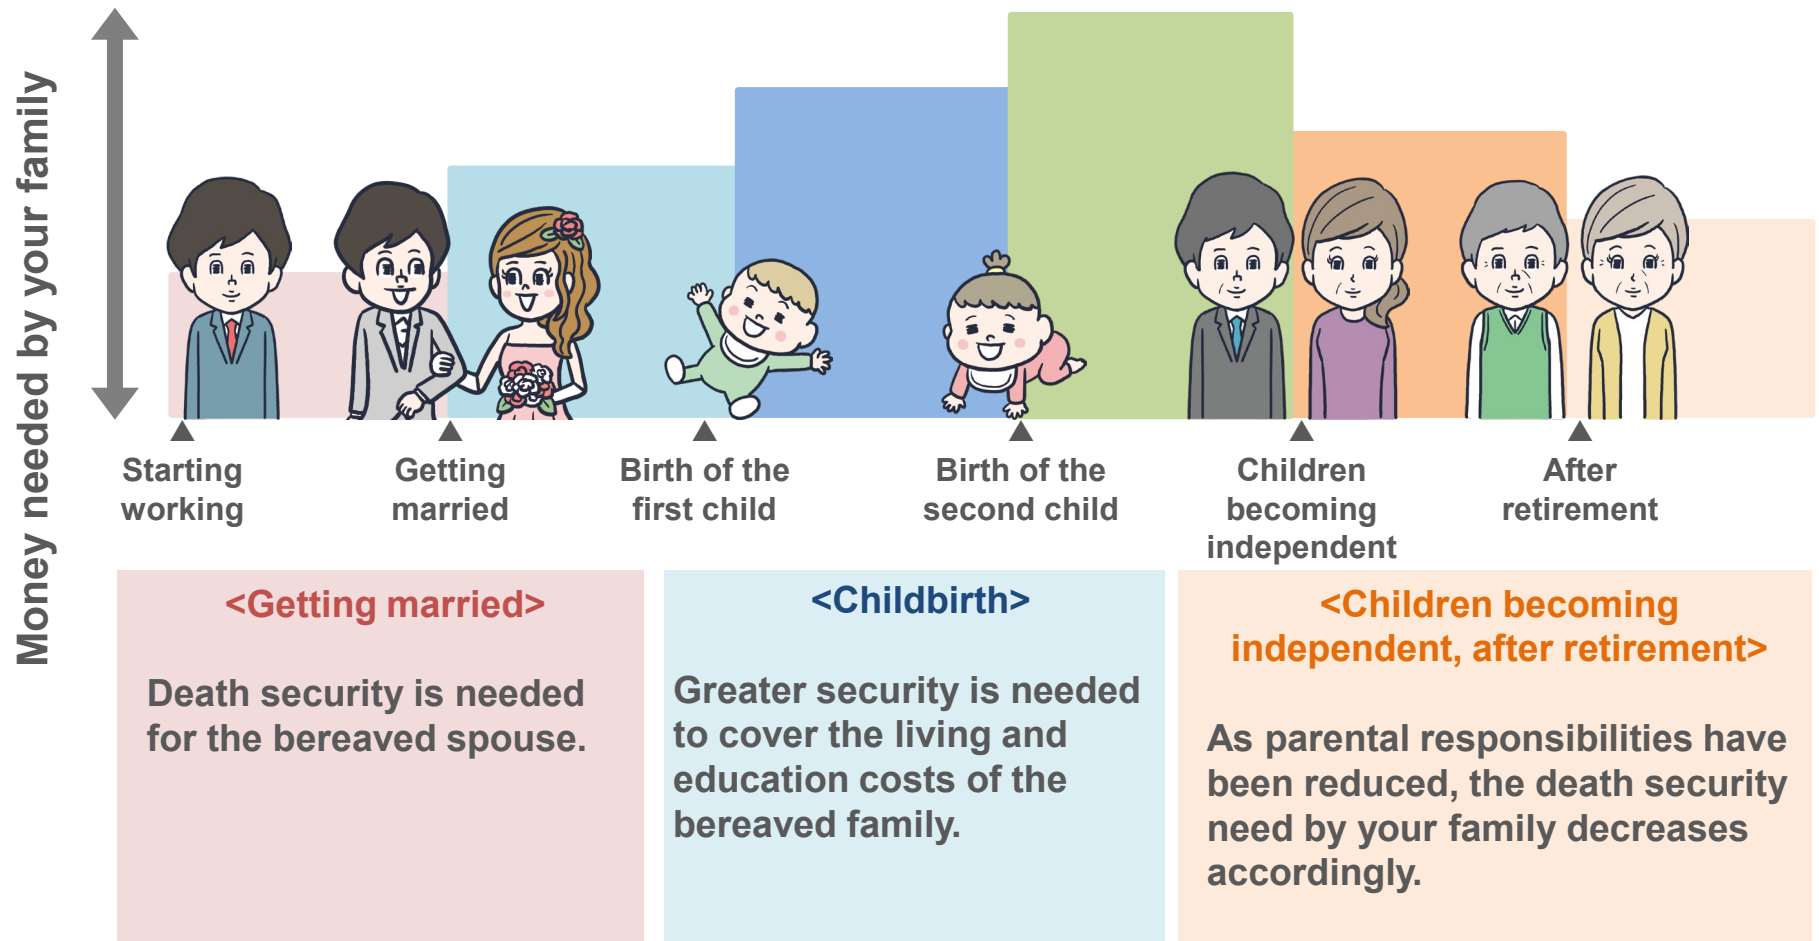 Money needed by your family
Starting
working
Getting
married
Birth of the
first child
Birth of the
second child
Children
becoming
independent
After
retirement
<Getting married>
Death security is needed
for the bereaved spouse.
<Childbirth>
Greater security is needed
to cover the living and
education costs of the
bereaved family.
<Children becoming
independent, after retirement>
As parental responsibilities have
been reduced, the death security
need by your family decreases
accordingly.